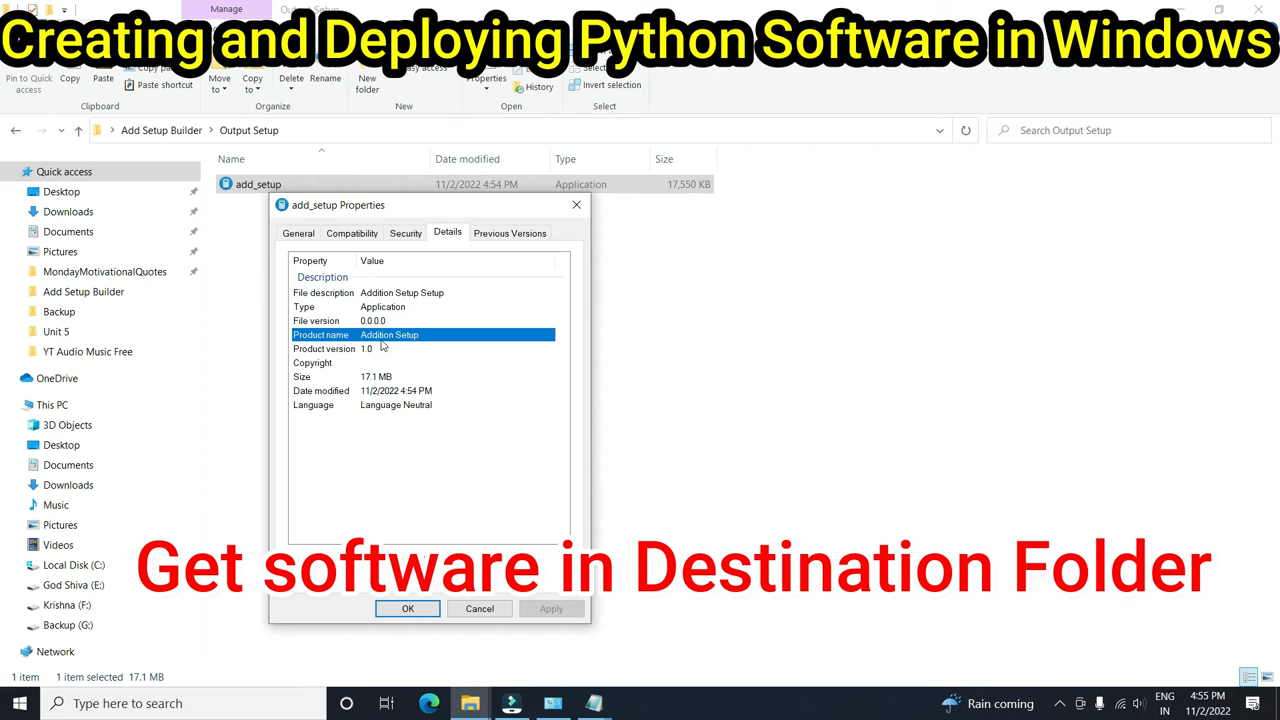 Manage
Output Setup
Creating and Deploying Python Software in Windows
Pin to Quick access
Copy
Paste
Copy path
Paste shortcut
Move to
Copy to
Delete
Rename
New folder
Easy access
Properties
History
Select
Invert selection
Clipboard
Organize
New
Open
Select
Add Setup Builder
Output Setup
Search Output Setup
Name
Date modified
Type
Size
add_setup
11/2/2022 4:54 PM
Application
17,550 KB
Quick access
Desktop
Downloads
Documents
Pictures
MondayMotivationalQuotes
Add Setup Builder
Backup
Unit 5
YT Audio Music Free
OneDrive
This PC
3D Objects
Desktop
Documents
Downloads
Music
Pictures
Videos
Local Disk (C:)
God Shiva (E:)
Krishna (F:)
Backup (G:)
Network
add_setup Properties
General
Compatibility
Security
Details
Previous Versions
Property Value
Description
File description Addition Setup Setup
Type Application
File version 0.0.0.0
Product name Addition Setup
Product version 1.0
Copyright
Size 17.1 MB
Date modified 11/2/2022 4:54 PM
Language Language Neutral
Get software in Destination Folder
OK
Cancel
Apply
1 item
1 item selected 17.1 MB
Type here to search
Rain coming
ENG
IN
4:55 PM
11/2/2022